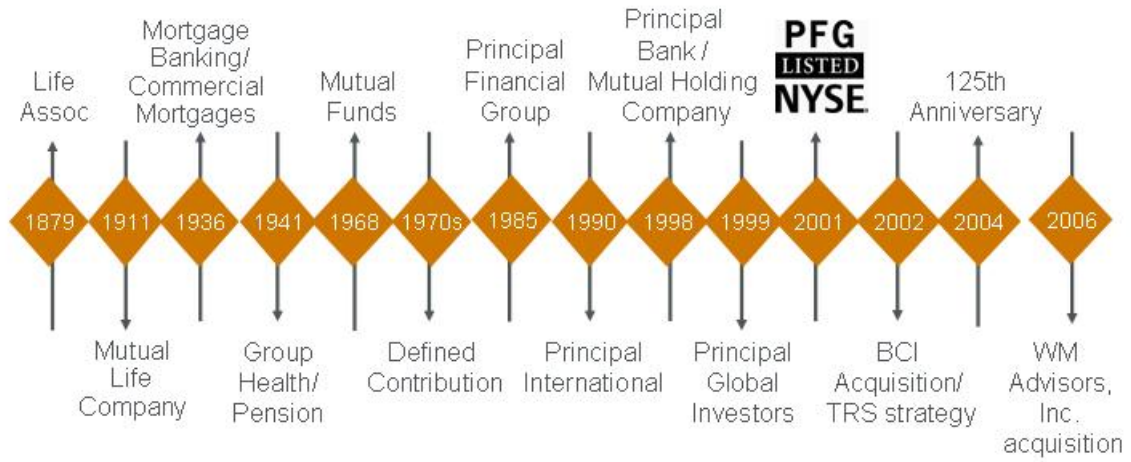 Life
Assoc
Mortgage
Banking/
Commercial
Mortgages
Mutual
Funds
Principal
Financial
Group
Principal
Bank/
Mutual Holding
Company
PFG
LISTED
NYSE.
125th
Anniversary
1879
1911
1936
1941
1968
1970s
1985
1990
1998
1999
2001
2002
2004
2006
Mutual
Life
Company
Group
Health/
Pension
Defined
Contribution
Principal
International
Principal
Global
Investors
BCI
Acquisition/
TRS strategy
WM
Advisors,
Inc.
acquisition